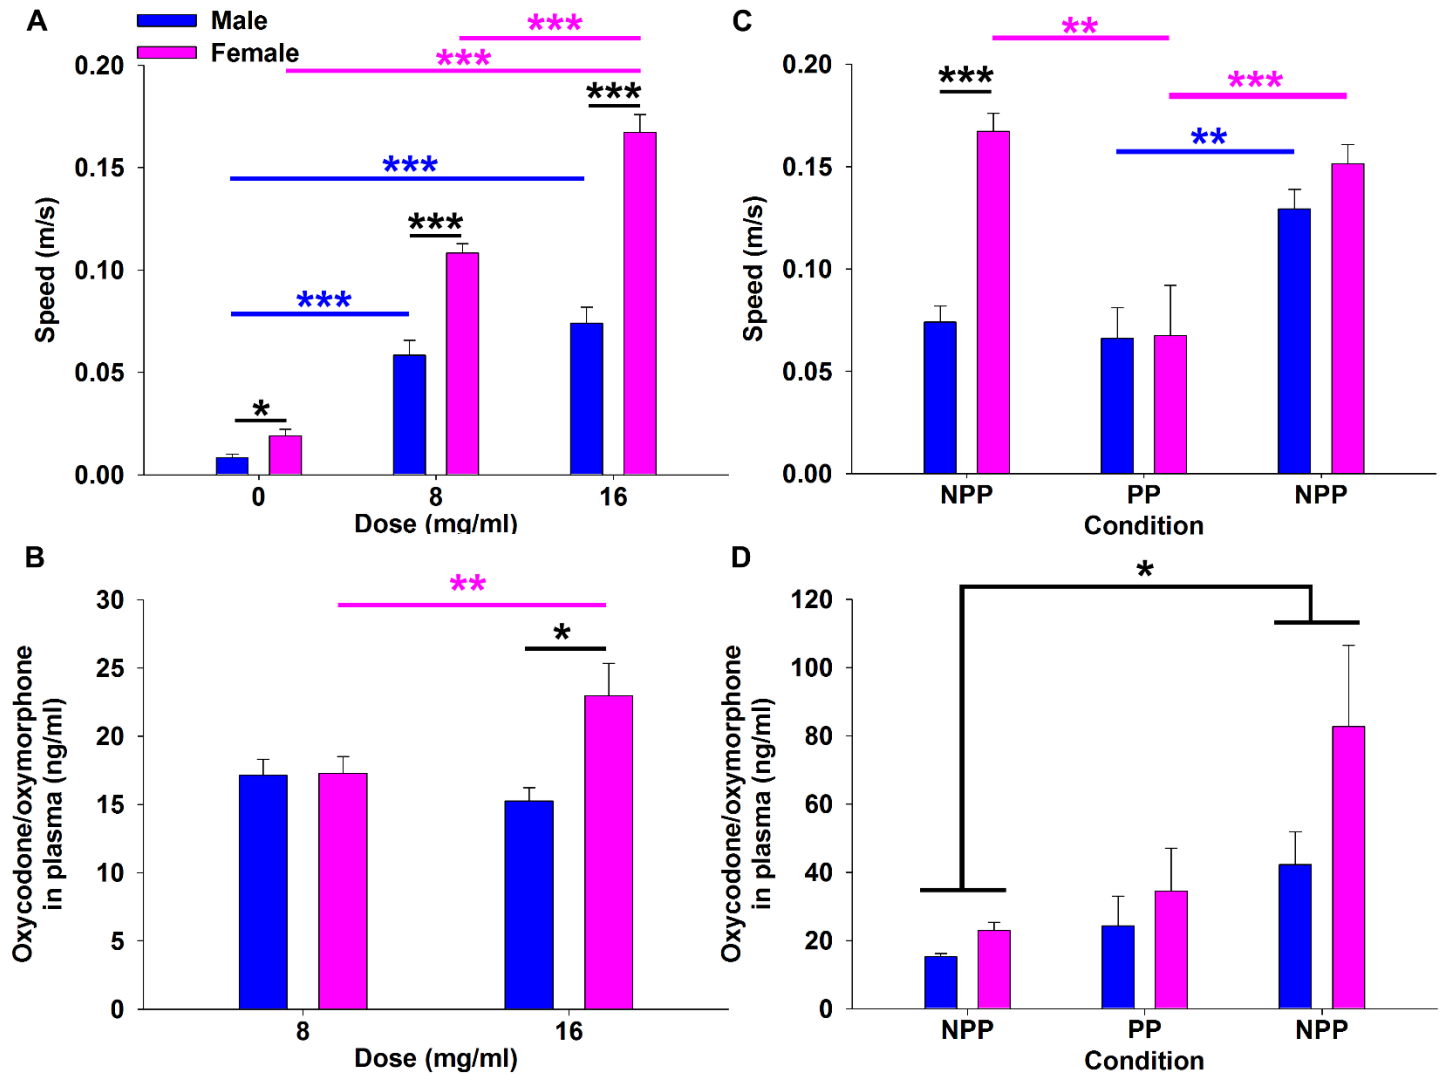 A
Male
Female
***
***
0.20
***
0.15
***
***
0.10
***
0.05
*
0.00
Speed (m/s)
0
8
16
Dose (mg/ml)
C
**
0.20
***
***
**
0.15
0.10
0.05
0.00
Speed (m/s)
NPP
PP
NPP
Condition
B
**
30
*
25
20
15
10
5
0
Oxycodone/oxymorphone
in plasma (ng/ml)
8
16
Dose (mg/ml)
D
*
120
100
80
60
40
20
0
Oxycodone/oxymorphone
in plasma (ng/ml)
NPP
PP
NPP
Condition